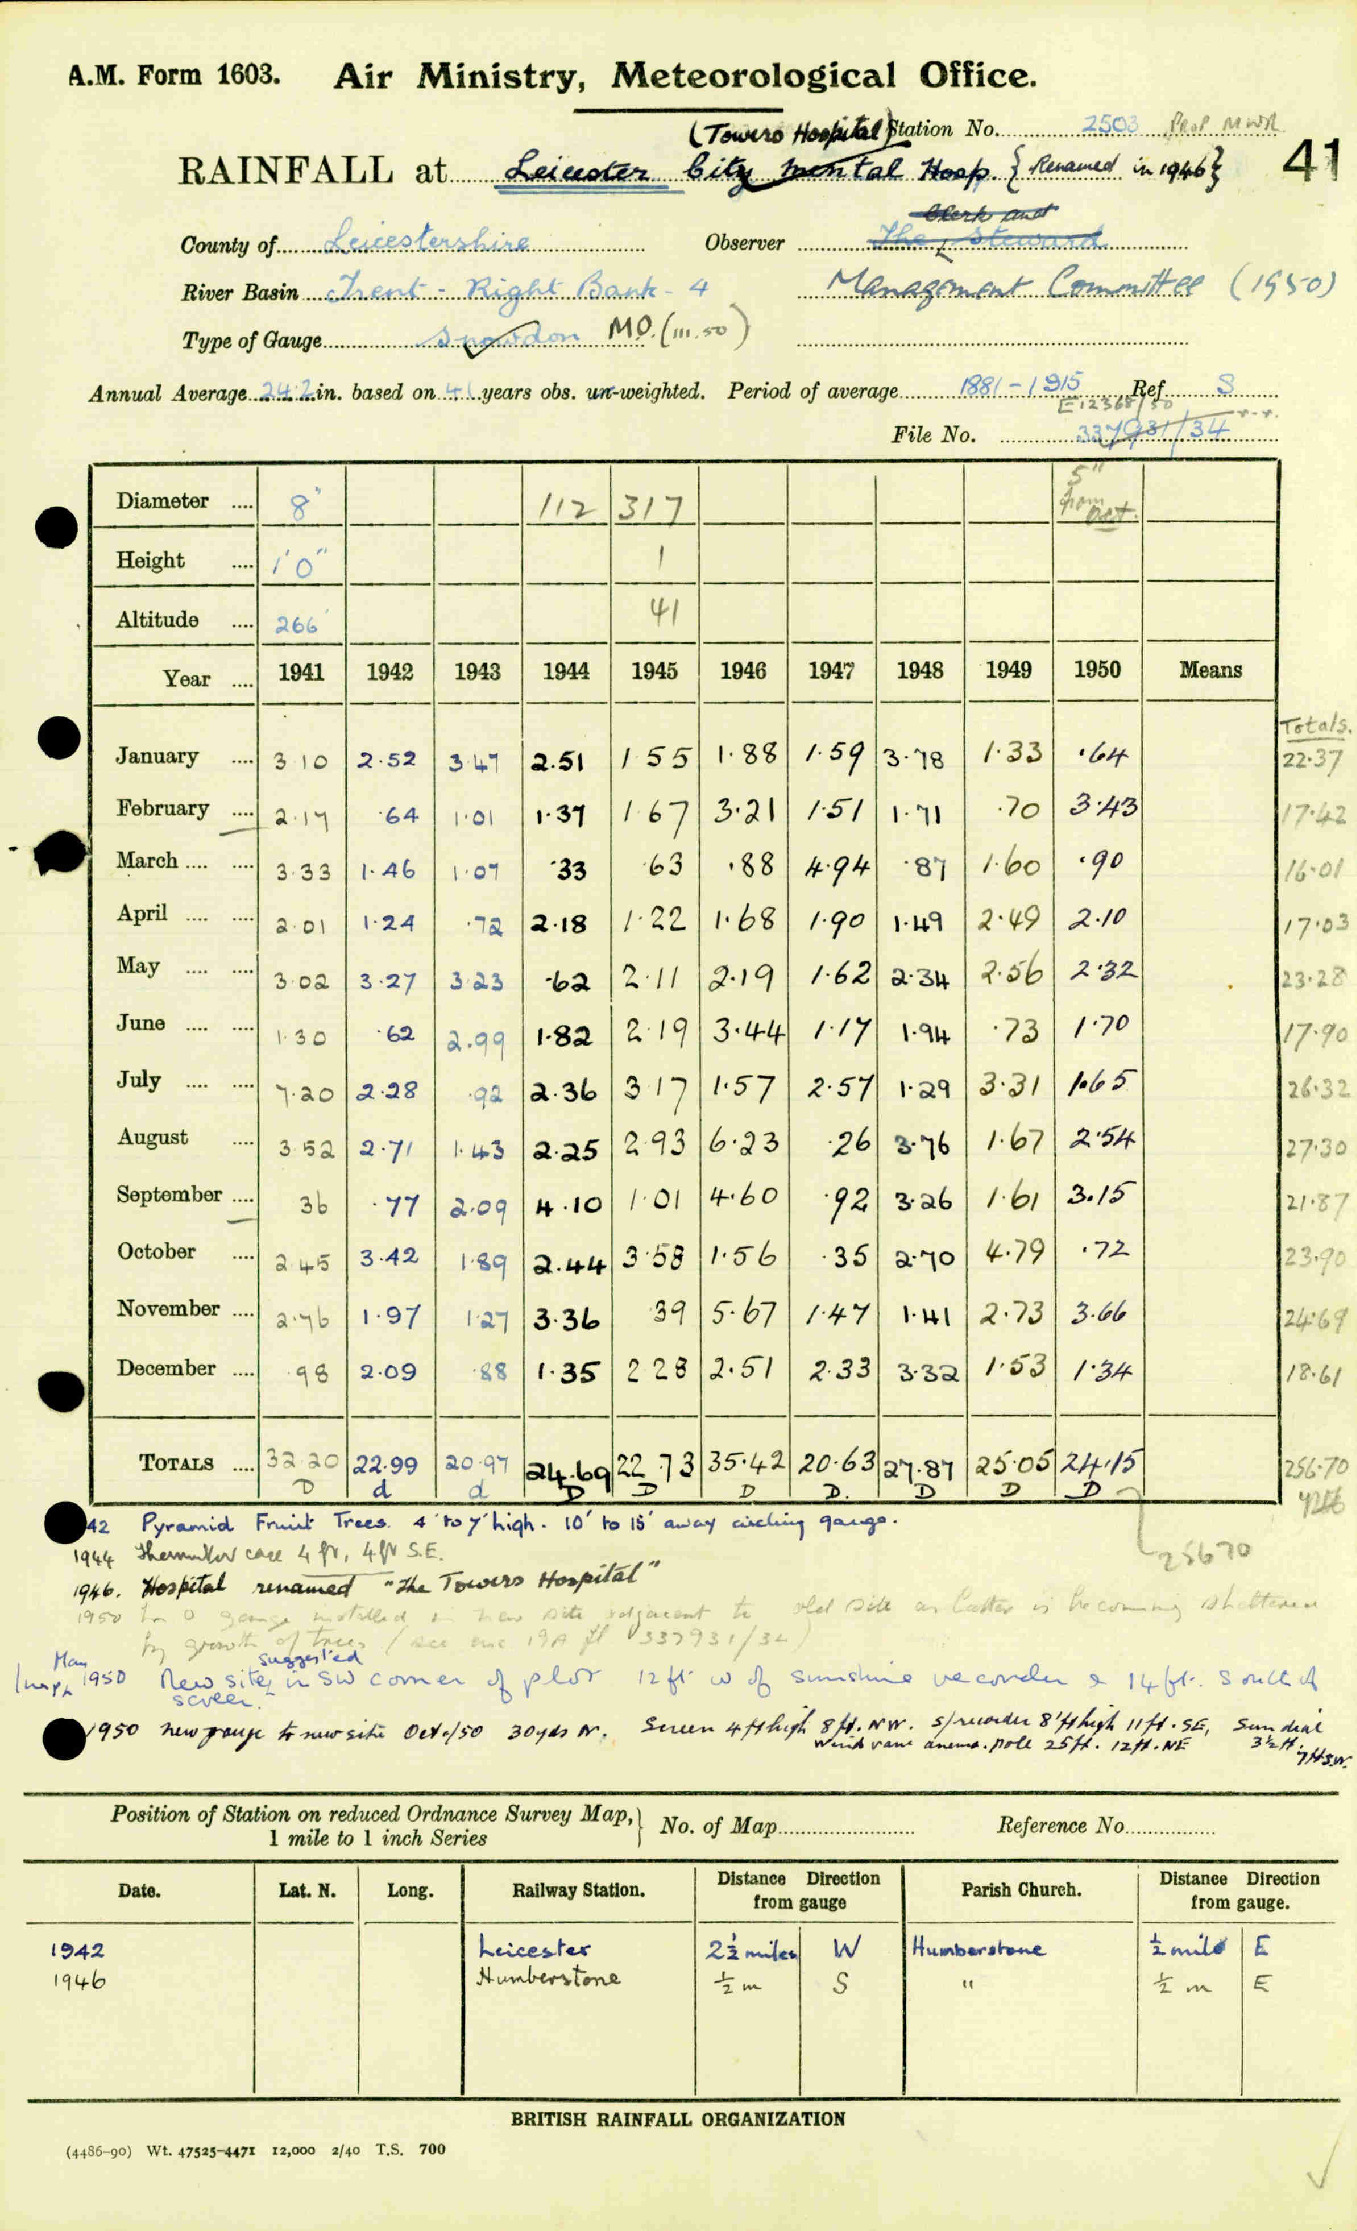 A.M. Form 1603. Air Ministry, Meteorological Office.
(Towers Hospital) Station No. 2503 Prop MWR
RAINFALL at Leicester City Mental Hosp. {Renamed in 1946} 41
Clerk and
County of Leicestershire Observer The Steward
River Basin Trent - Right Bank - 4 Management Committee (1950)
Type of Gauge Snowdon M.O. (III.50)
Annual Average 24.2 in. based on 41 years obs. un-weighted. Period of average 1881-1915 Ref. S
E12368/50
File No. 337931/34
Diameter 8" 112 317 5" from Oct.
Height 1'0" 1
Altitude 266' 41
Year 1941 1942 1943 1944 1945 1946 1947 1948 1949 1950 Means
Totals.
January 3.10 2.52 3.47 2.51 1.55 1.88 1.59 3.78 1.33 .64 22.37
February 2.17 .64 1.01 1.37 1.67 3.21 1.51 1.71 .70 3.43 17.42
March 3.33 1.46 1.07 .33 .63 .88 4.94 .87 1.60 .90 16.01
April 2.01 1.24 .72 2.18 1.22 1.68 1.90 1.49 2.49 2.10 17.03
May 3.02 3.27 3.23 .62 2.11 2.19 1.62 2.34 2.56 2.32 23.28
June 1.30 .62 2.99 1.82 2.19 3.44 1.17 1.94 .73 1.70 17.90
July 7.20 2.28 .92 2.36 3.17 1.57 2.57 1.29 3.31 1.65 26.32
August 3.52 2.71 1.43 2.25 2.93 6.23 .26 3.76 1.67 2.54 27.30
September 36 .77 2.09 4.10 1.01 4.60 .92 3.26 1.61 3.15 21.87
October 2.45 3.42 1.89 2.44 3.58 1.56 .35 2.70 4.79 .72 23.90
November 2.76 1.97 1.27 3.36 39 5.67 1.47 1.41 2.73 3.66 24.69
December .98 2.09 .88 1.35 2.28 2.51 2.33 3.32 1.53 1.34 18.61
TOTALS 32.20 22.99 20.97 24.69 22.73 35.42 20.63 27.87 25.05 24.15 256.70
D d d D D D D. D D D
42 Pyramid Fruit Trees. 4' to 7' high. 10' to 15' away circling gauge.
1944 Thermometer case 4 ft, 4 ft S.E. 25670
1946. Hospital renamed "The Towers Hospital"
1950 gauge installed in new site adjacent to old site as latter is becoming sheltered
by growth of trees (see enc 19A fl 337931/34)
suggested
Insp. May 1950 New site, in SW corner of plot 12 ft W of sunshine recorder & 14 ft. South of
screen.
1950 new gauge to new site Oct/50 30yds N. Screen 4ft high 8 ft. NW. S/recorder 8'ft high 11ft. SE, Sun dial 3½ft. 7ft SW.
Wind vane anemo. pole 25ft. 12ft. NE
Position of Station on reduced Ordnance Survey Map, 1 mile to 1 inch Series No. of Map Reference No.
Date. Lat. N. Long. Railway Station. Distance Direction from gauge Parish Church. Distance Direction from gauge.
1942 Leicester 2½ miles W Humberstone ½ mile E
1946 Humberstone ½ m S " ½ m E
BRITISH RAINFALL ORGANIZATION
(4486-90) Wt. 47525-4471 12,000 2/40 T.S. 700